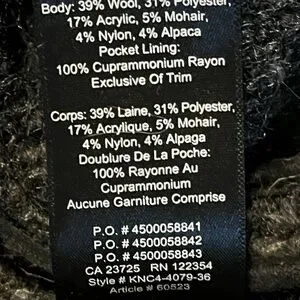 Body: 39% Wool, 31% Polyester,
17% Acrylic, 5% Mohair,
4% Nylon, 4% Alpaca
Pocket Lining:
100% Cuprammonium Rayon
Exclusive Of Trim
Corps: 39% Laine, 31% Polyester,
17% Acrylique, 5% Mohair,
4% Nylon, 4% Alpaga
Doublure De La Poche:
100% Rayonne Au
Cuprammonium
Aucune Garniture Comprise
P.O. # 4500058841
P.O. # 4500058842
P.O. # 4500058843
CA 23725 RN 122354
Style # KNC4-4079-36
Article # 60823